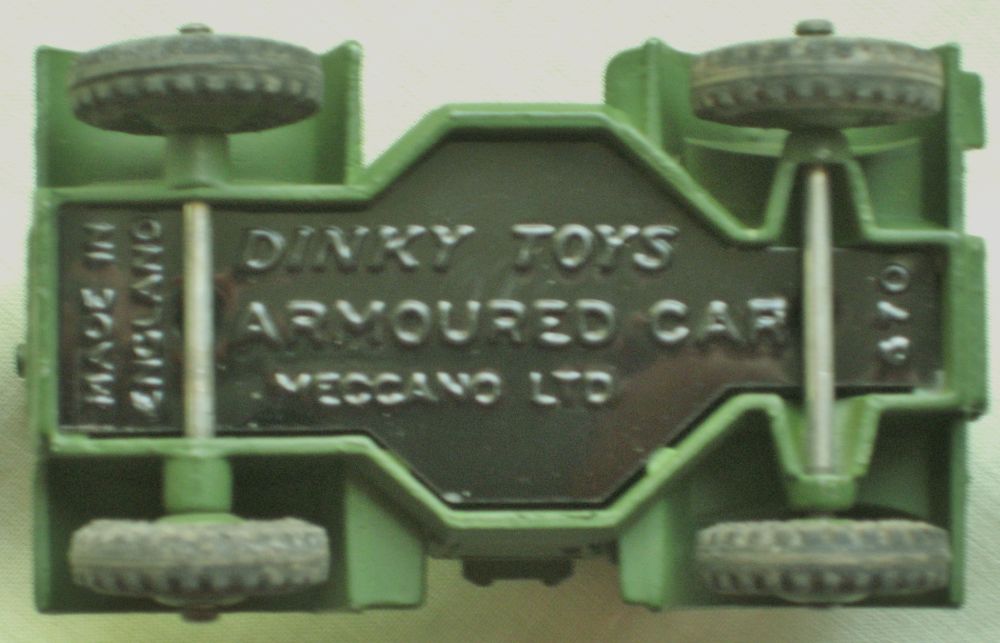 MADE IN
ENGLAND
DINKY TOYS
ARMOURED CAR
MECCANO LTD
670